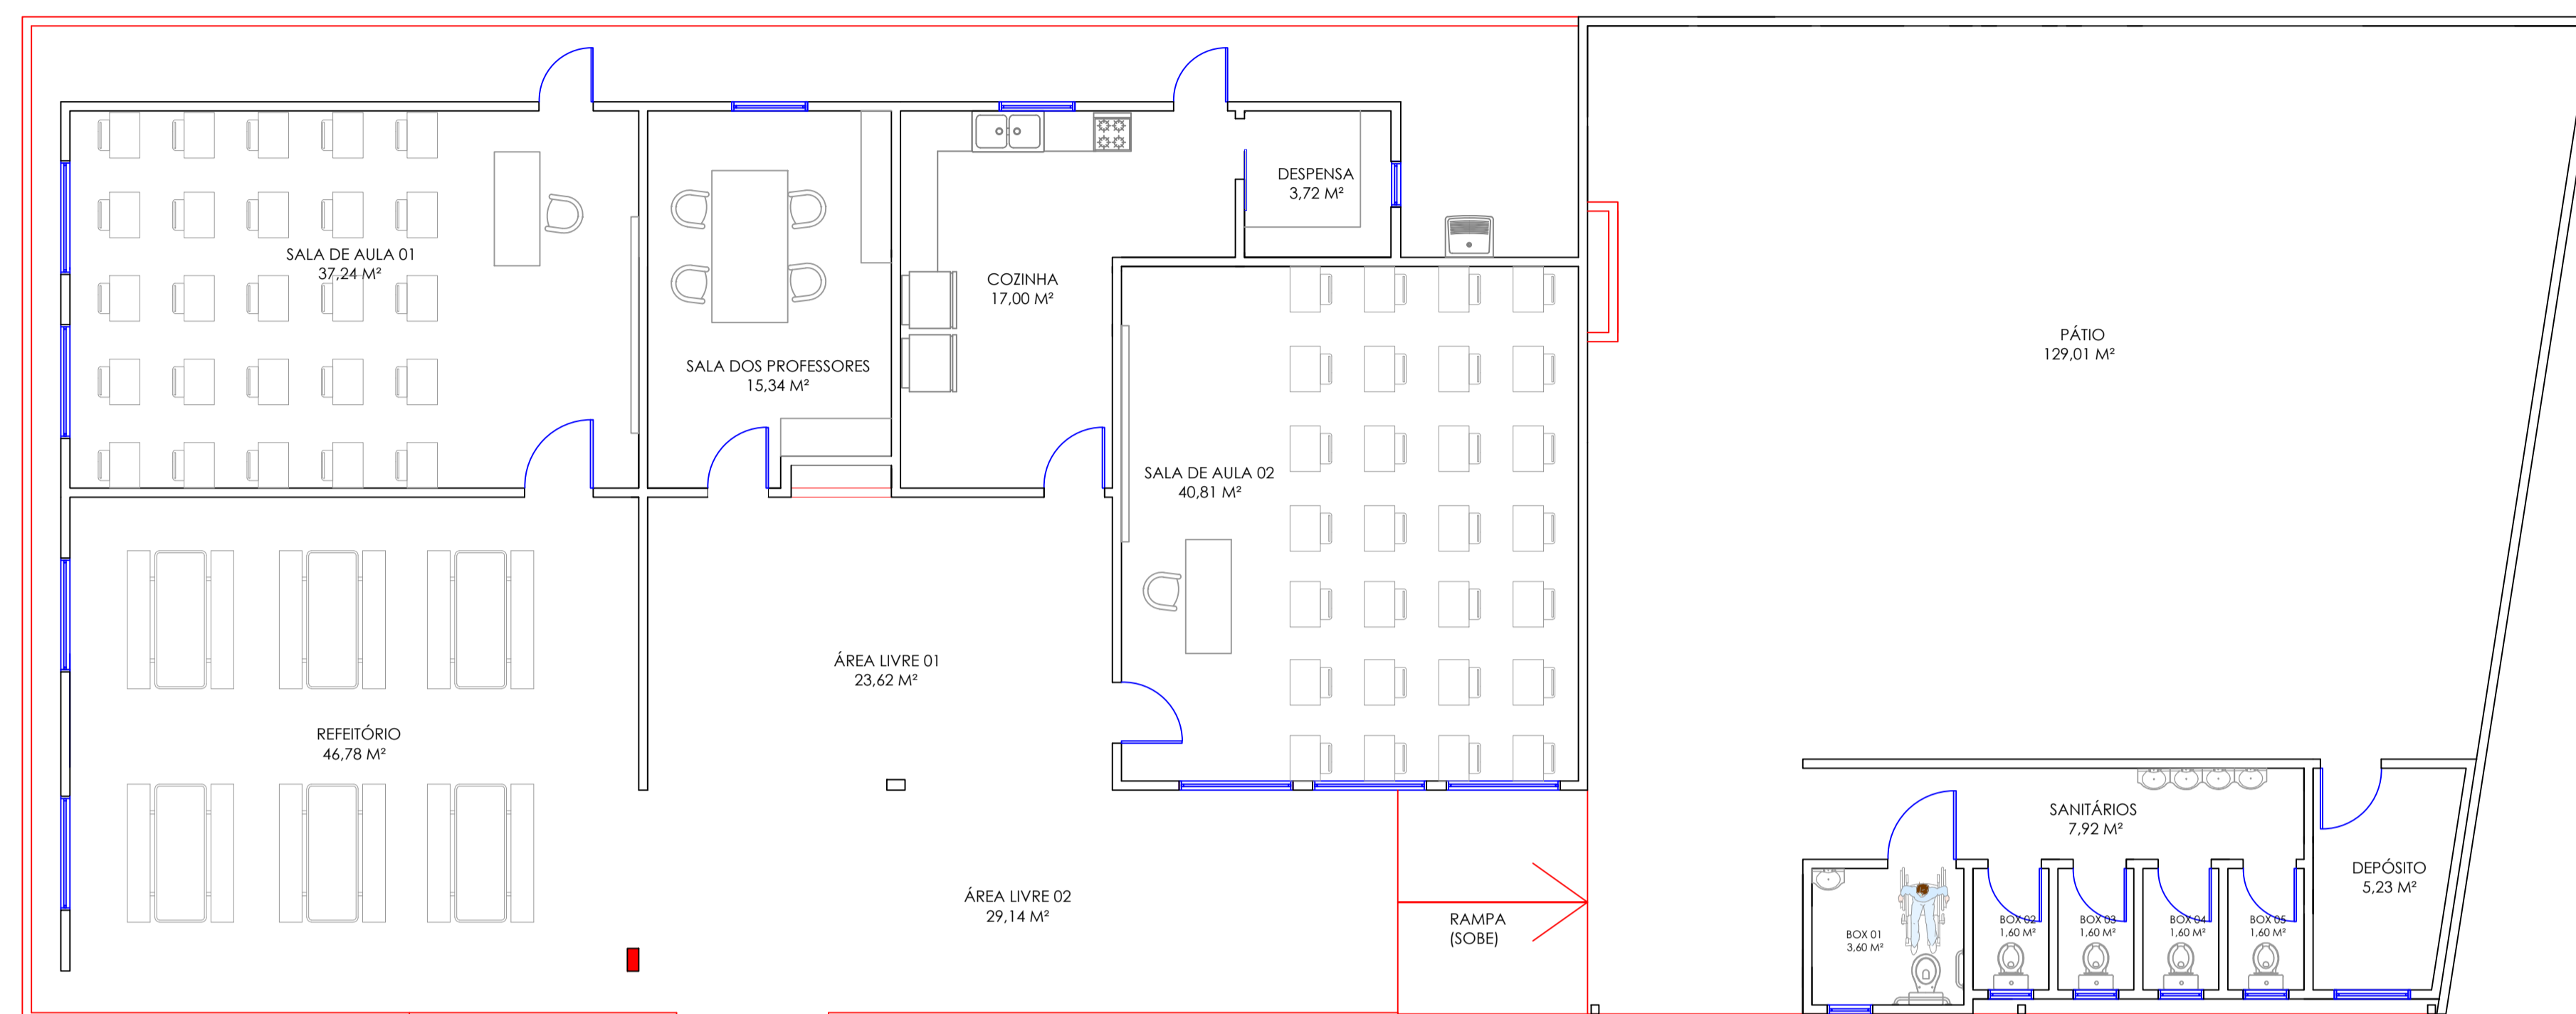 SALA DE AULA 01
37,24 M²
SALA DOS PROFESSORES
15,34 M²
COZINHA
17,00 M²
DESPENSA
3,72 M²
SALA DE AULA 02
40,81 M²
PÁTIO
129,01 M²
REFEITÓRIO
46,78 M²
ÁREA LIVRE 01
23,62 M²
ÁREA LIVRE 02
29,14 M²
RAMPA
(SOBE)
SANITÁRIOS
7,92 M²
DEPÓSITO
5,23 M²
BOX 01
3,60 M²
BOX 02
1,60 M²
BOX 03
1,60 M²
BOX 04
1,60 M²
BOX 05
1,60 M²